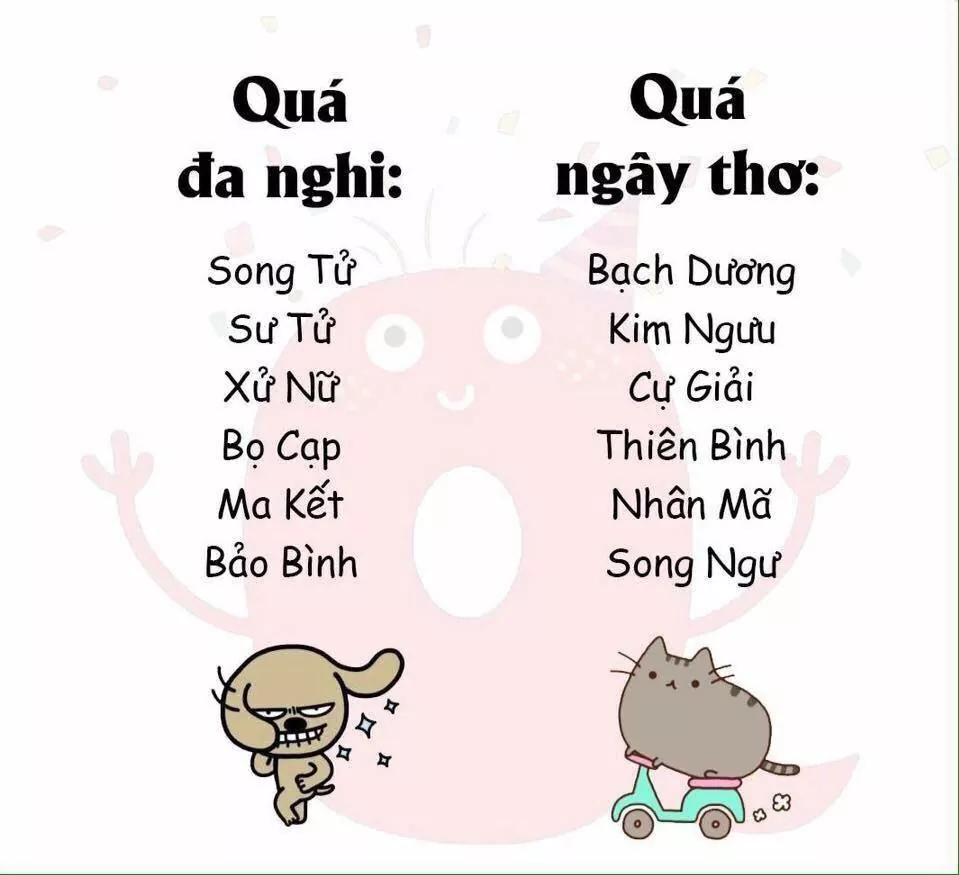 Quá
đa nghi:
Song Tử
Sư Tử
Xử Nữ
Bọ Cạp
Ma Kết
Bảo Bình
Quá
ngây thơ:
Bạch Dương
Kim Ngưu
Cự Giải
Thiên Bình
Nhân Mã
Song Ngư